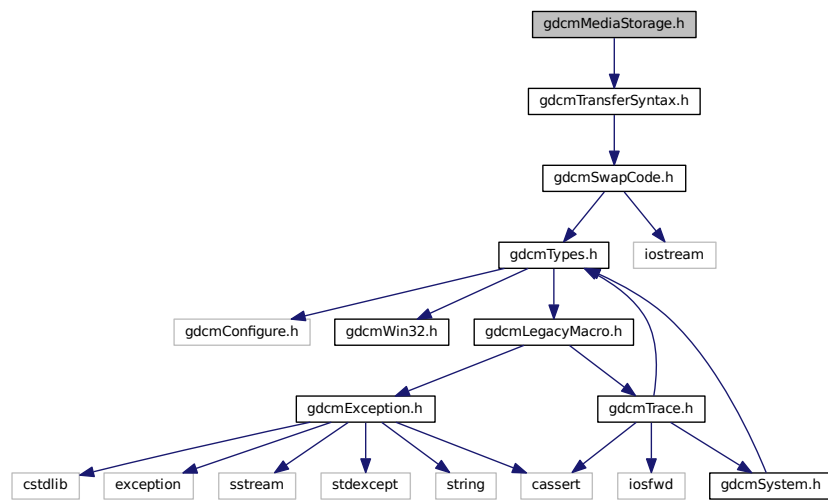 gdcmMediaStorage.h
gdcmTransferSyntax.h
gdcmSwapCode.h
gdcmTypes.h
iostream
gdcmConfigure.h
gdcmWin32.h
gdcmLegacyMacro.h
gdcmException.h
gdcmTrace.h
cstdlib
exception
sstream
stdexcept
string
cassert
iosfwd
gdcmSystem.h